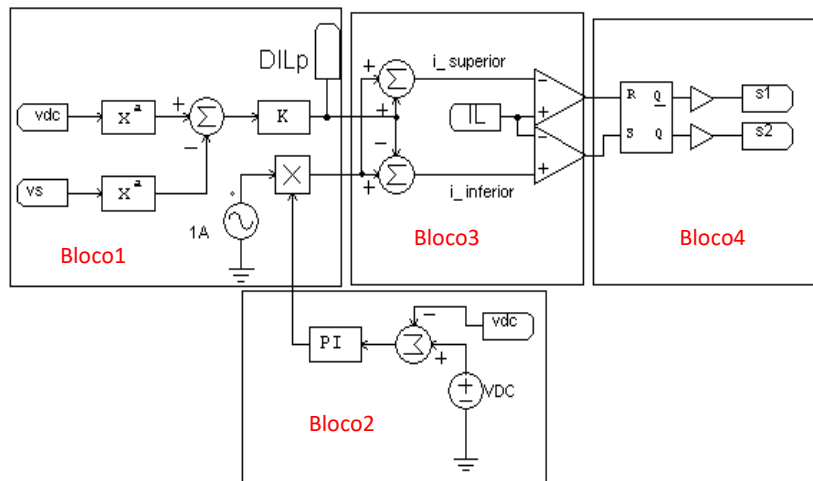 DILp
vdc
X^a
K
vs
X^a
1A
Bloco1
i_superior
IL
i_inferior
Bloco3
R
Q
S
Q
s1
s2
Bloco4
PI
vdc
VDC
Bloco2